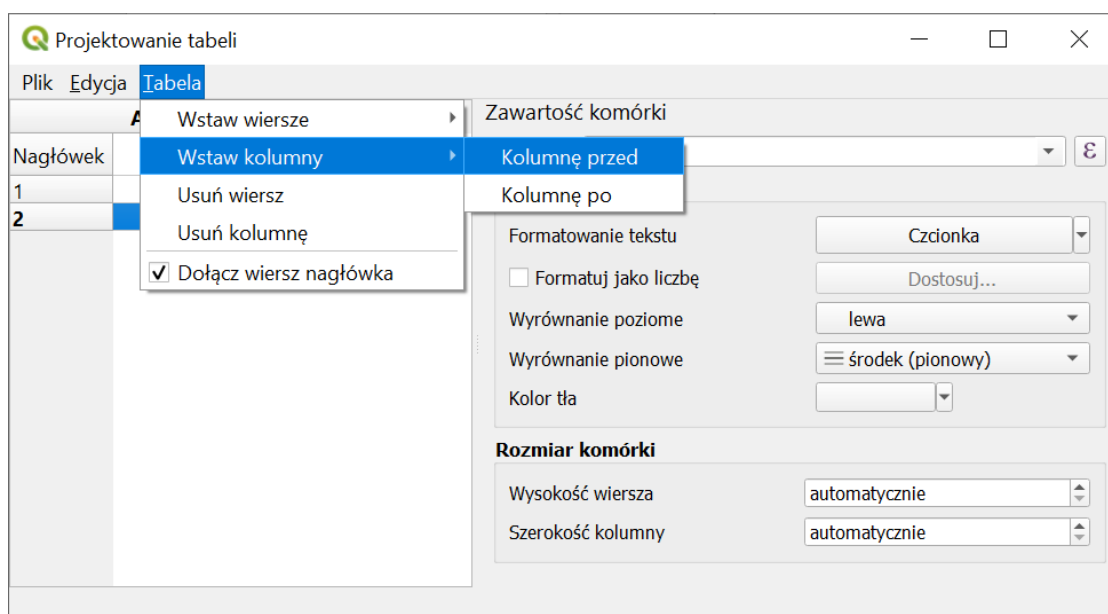 Projektowanie tabeli
Plik Edycja Tabela
A
Wstaw wiersze
Wstaw kolumny
Usuń wiersz
Usuń kolumnę
Dołącz wiersz nagłówka
Kolumnę przed
Kolumnę po
Nagłówek
1
2
Zawartość komórki
ε
Formatowanie tekstu
Czcionka
Formatuj jako liczbę
Dostosuj...
Wyrównanie poziome
lewa
Wyrównanie pionowe
środek (pionowy)
Kolor tła
Rozmiar komórki
Wysokość wiersza
automatycznie
Szerokość kolumny
automatycznie